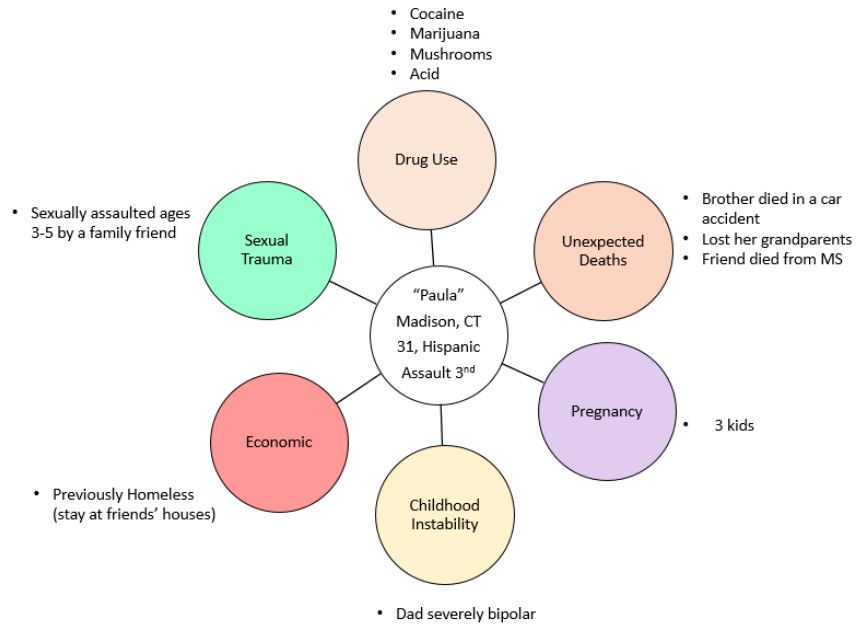 • Cocaine
• Marijuana
• Mushrooms
• Acid
Drug Use
• Sexually assaulted ages
3-5 by a family friend
Sexual
Trauma
Unexpected
Deaths
• Brother died in a car
accident
• Lost her grandparents
• Friend died from MS
“Paula”
Madison, CT
31, Hispanic
Assault 3nd
Pregnancy
• 3 kids
Economic
• Previously Homeless
(stay at friends’ houses)
Childhood
Instability
• Dad severely bipolar